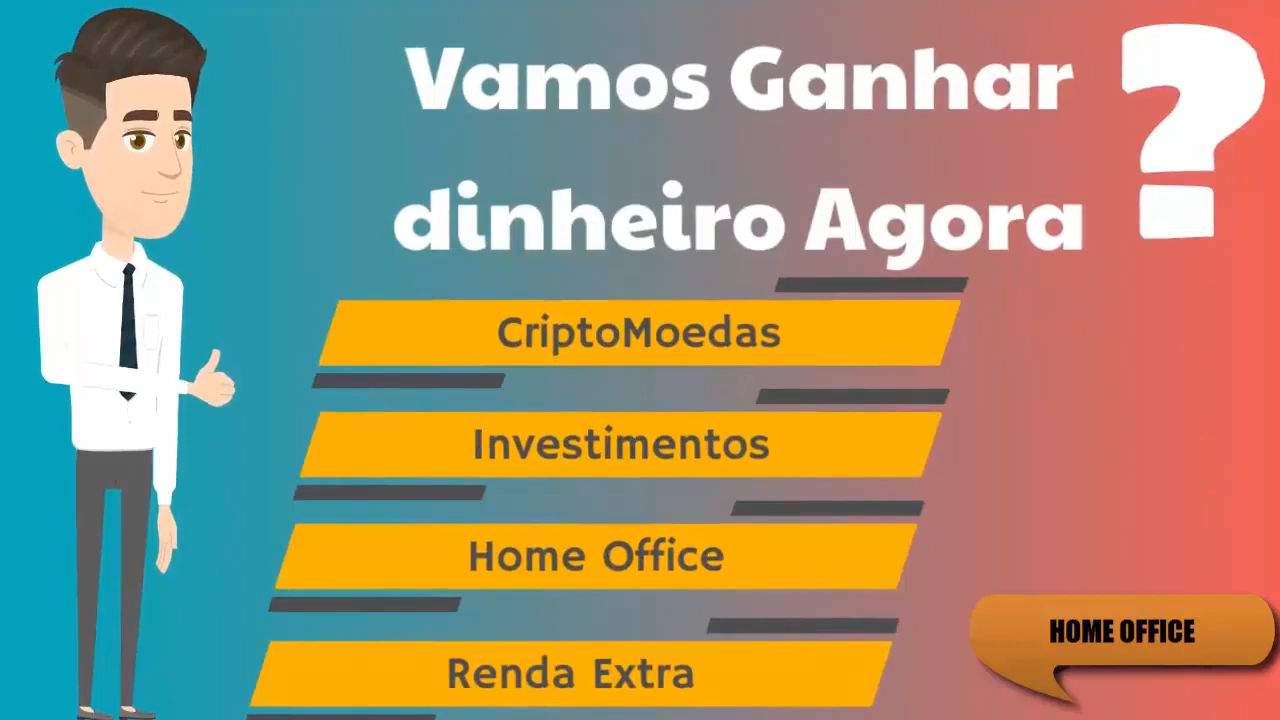 Vamos Ganhar
dinheiro Agora ?
CriptoMoedas
Investimentos
Home Office
Renda Extra
HOME OFFICE